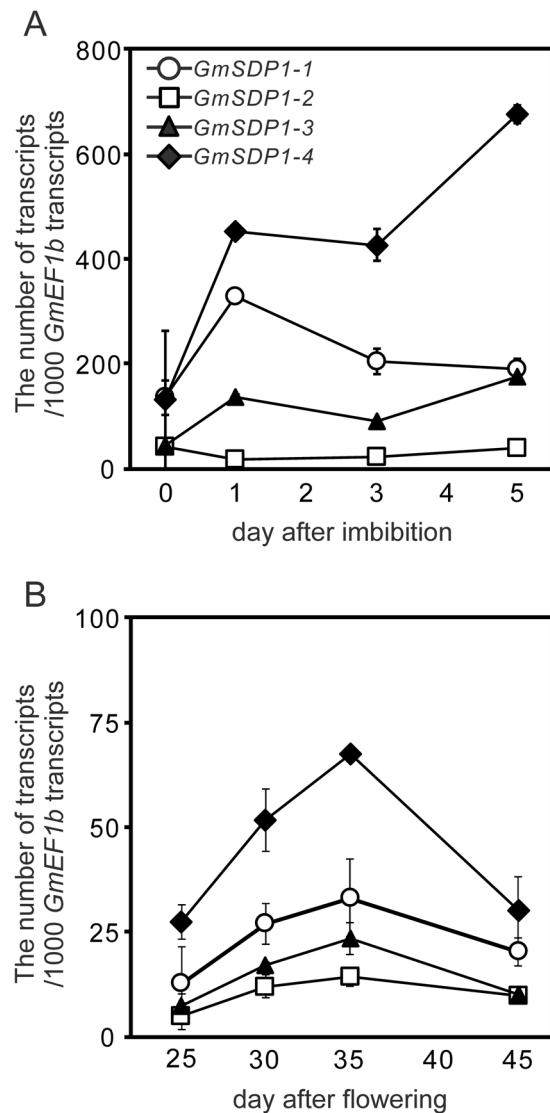 A
The number of transcripts
/1000 GmEF1b transcripts
800
600
400
200
0
GmSDP1-1
GmSDP1-2
GmSDP1-3
GmSDP1-4
0 1 2 3 4 5
day after imbibition
B
The number of transcripts
/1000 GmEF1b transcripts
100
75
50
25
0
25 30 35 40 45
day after flowering